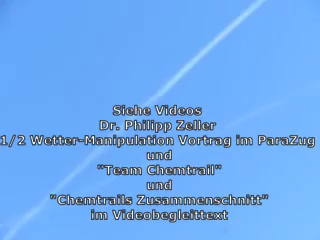 Siehe Videos
Dr. Philipp Zeller
1/2 Wetter-Manipulation Vortrag im ParaZug
und
"Team Chemtrail"
und
"Chemtrails Zusammenschnitt"
im Videobegleittext